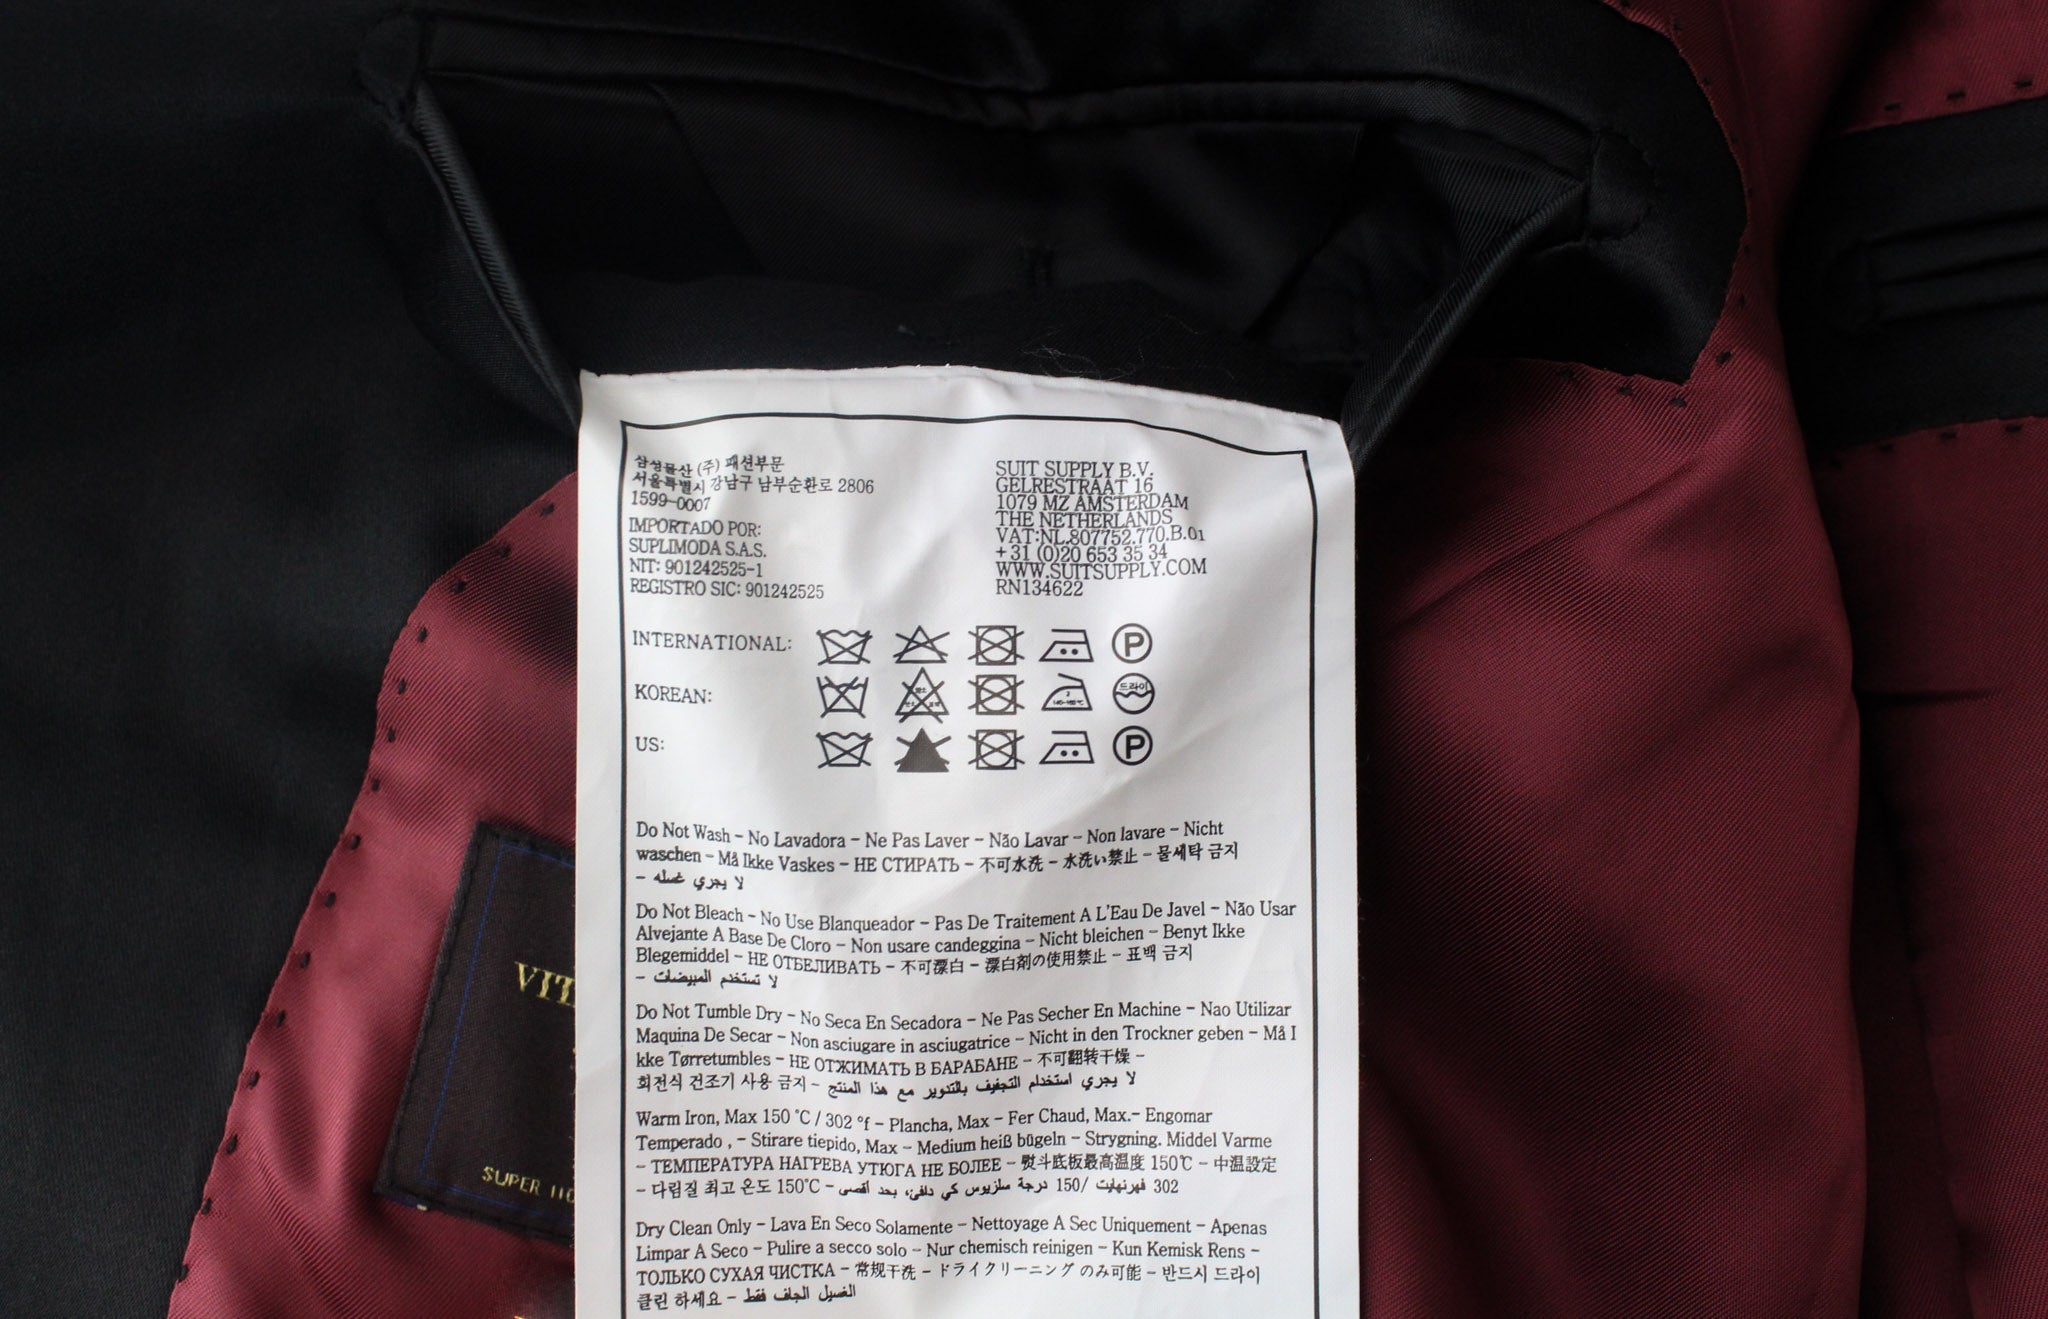 삼성물산 (주) 패션부문
서울특별시 강남구 남부순환로 2806
1599-0007
IMPORTADO POR:
SUPLIMODA S.A.S.
NIT: 901242525-1
REGISTRO SIC: 901242525
SUIT SUPPLY B.V.
GELRESTRAAT 16
1079 MZ AMSTERDAM
THE NETHERLANDS
VAT:NL.807752.770.B.01
+31 (0)20 653 35 34
WWW.SUITSUPPLY.COM
RN134622
INTERNATIONAL:
P
KOREAN:
드라이
US:
P
Do Not Wash - No Lavadora - Ne Pas Laver - Não Lavar - Non lavare - Nicht
waschen - Må Ikke Vaskes - НЕ СТИРАТЬ - 不可水洗 - 水洗い禁止 - 물세탁 금지
- لا يجري غسله
Do Not Bleach - No Use Blanqueador - Pas De Traitement A L'Eau De Javel - Não Usar
Alvejante A Base De Cloro - Non usare candeggina - Nicht bleichen - Benyt Ikke
Blegemiddel - НЕ ОТБЕЛИВАТЬ - 不可漂白 - 漂白剤の使用禁止 - 표백 금지
- لا تستخدم المبيضات
Do Not Tumble Dry - No Seca En Secadora - Ne Pas Secher En Machine - Nao Utilizar
Maquina De Secar - Non asciugare in asciugatrice - Nicht in den Trockner geben - Må I
kke Tørretumbles - НЕ ОТЖИМАТЬ В БАРАБАНЕ - 不可翻转干燥 -
회전식 건조기 사용 금지 - لا يجري استخدام التجفيف بالتدوير مع هذا المنتج
Warm Iron, Max 150 °C / 302 °f - Plancha, Max - Fer Chaud, Max.- Engomar
Temperado , - Stirare tiepido, Max - Medium heiß bügeln - Strygning. Middel Varme
- ТЕМПЕРАТУРА НАГРЕВА УТЮГА НЕ БОЛЕЕ - 熨斗底板最高温度 150℃ - 中温設定
- 다림질 최고 온도 150℃ - 302 فهرنهايت /150 درجة سلزيوس كي دافئ، بحد أقصى
Dry Clean Only - Lava En Seco Solamente - Nettoyage A Sec Uniquement - Apenas
Limpar A Seco - Pulire a secco solo - Nur chemisch reinigen - Kun Kemisk Rens -
ТОЛЬКО СУХАЯ ЧИСТКА - 常规干洗 - ドライクリーニング のみ可能 - 반드시 드라이
클린 하세요 - الغسيل الجاف فقط
VIT
SUPER 110